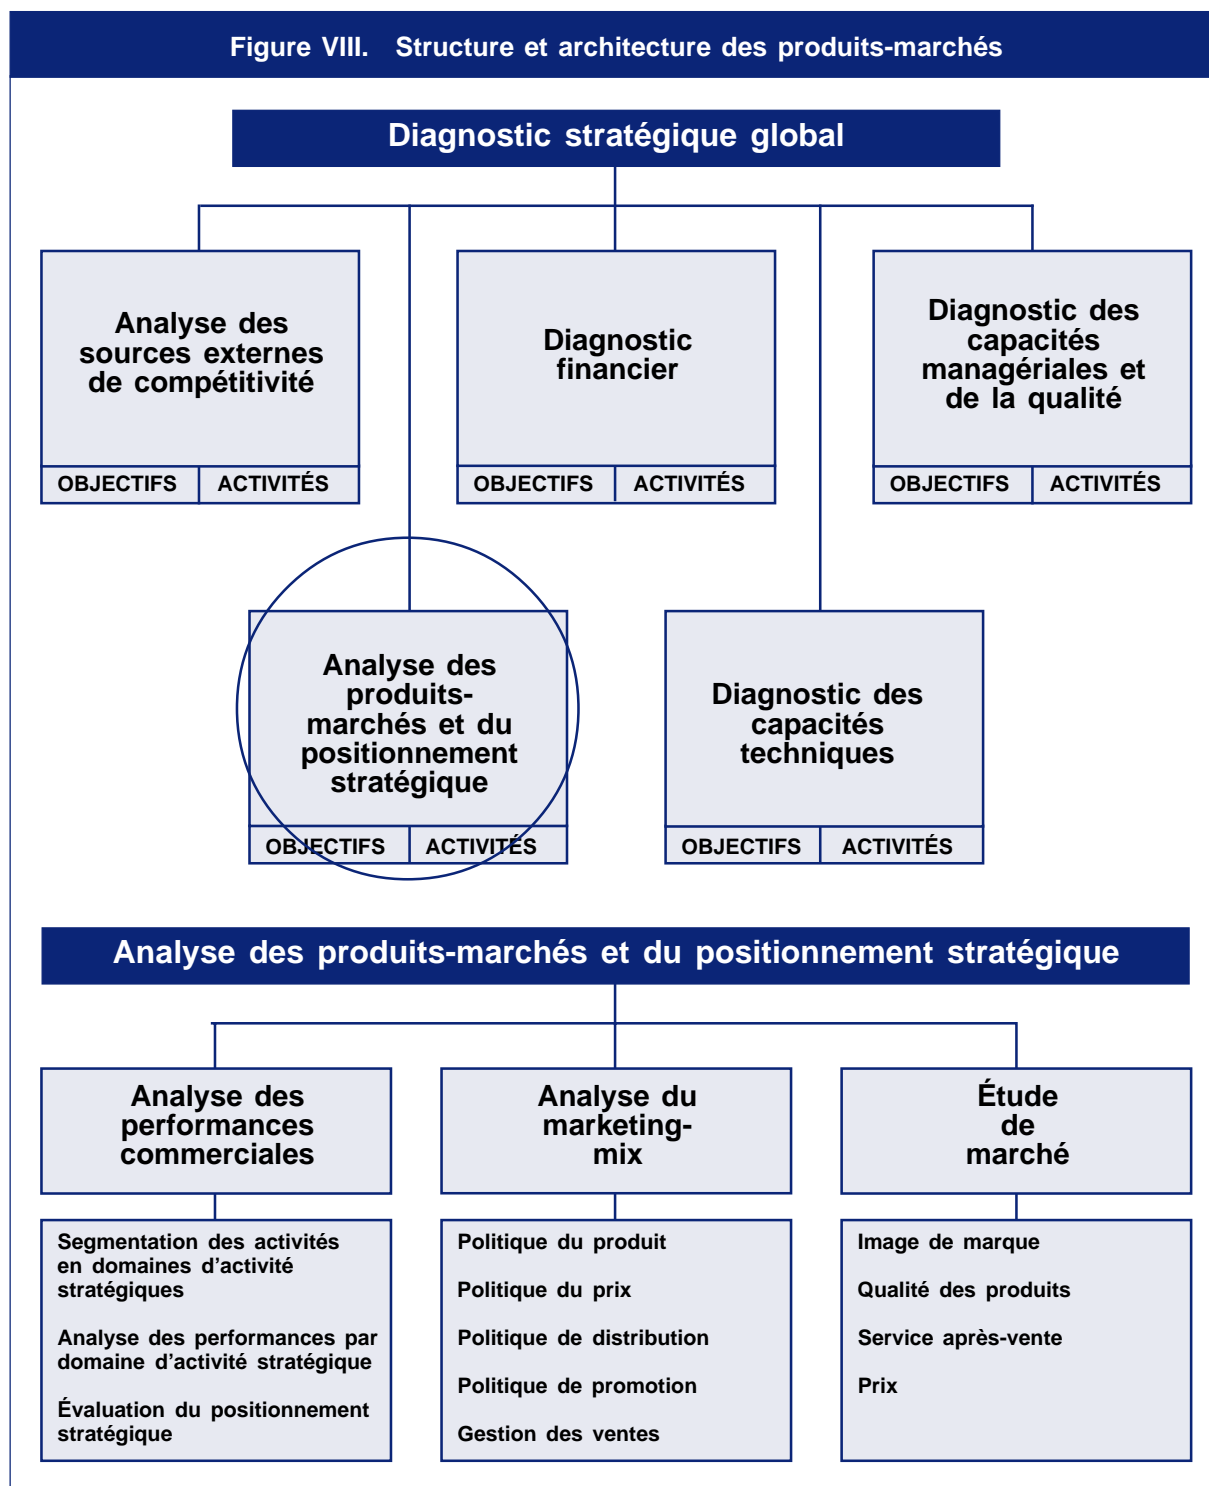 Figure VIII. Structure et architecture des produits-marchés
Diagnostic stratégique global
Analyse des
sources externes
de compétitivité
OBJECTIFS ACTIVITÉS
Diagnostic
financier
OBJECTIFS ACTIVITÉS
Diagnostic des
capacités
managériales et
de la qualité
OBJECTIFS ACTIVITÉS
Analyse des
produits-
marchés et du
positionnement
stratégique
OBJECTIFS ACTIVITÉS
Diagnostic des
capacités
techniques
OBJECTIFS ACTIVITÉS
Analyse des produits-marchés et du positionnement stratégique
Analyse des
performances
commerciales
Segmentation des activités
en domaines d'activité
stratégiques
Analyse des performances par
domaine d'activité stratégique
Évaluation du positionnement
stratégique
Analyse du
marketing-
mix
Politique du produit
Politique du prix
Politique de distribution
Politique de promotion
Gestion des ventes
Étude
de
marché
Image de marque
Qualité des produits
Service après-vente
Prix